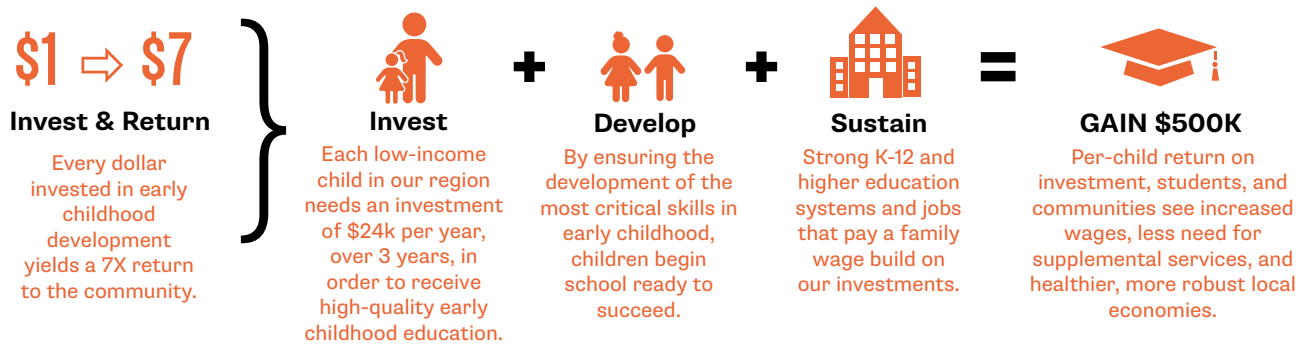 $1 ⇨ $7
Invest & Return
Every dollar
invested in early
childhood
development
yields a 7X return
to the community.
Invest
Each low-income
child in our region
needs an investment
of $24k per year,
over 3 years, in
order to receive
high-quality early
childhood education.
+
Develop
By ensuring the
development of the
most critical skills in
early childhood,
children begin
school ready to
succeed.
+
Sustain
Strong K-12 and
higher education
systems and jobs
that pay a family
wage build on
our investments.
=
GAIN $500K
Per-child return on
investment, students, and
communities see increased
wages, less need for
supplemental services, and
healthier, more robust local
economies.